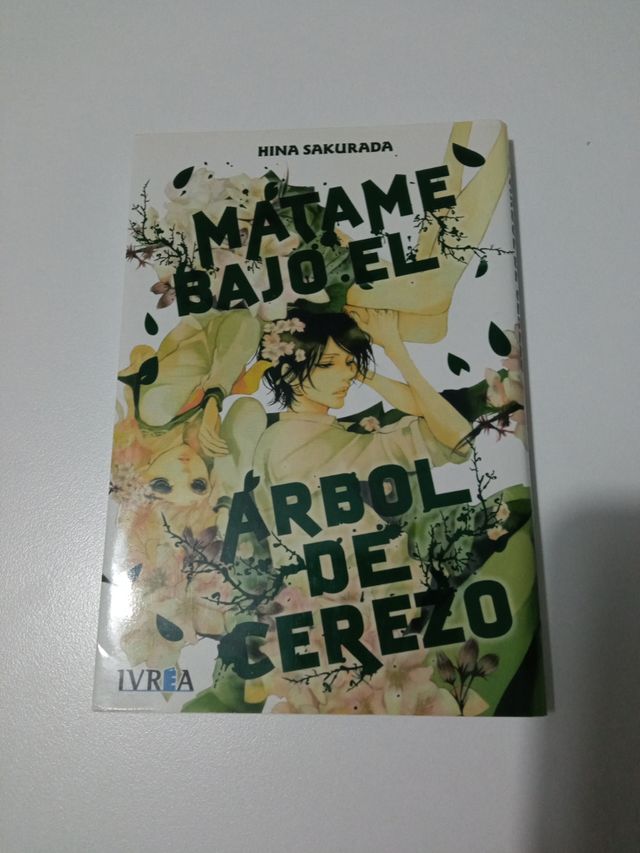 HINA SAKURADA
MÁTAME
BAJO EL
ÁRBOL
DE
CEREZO
IVREA